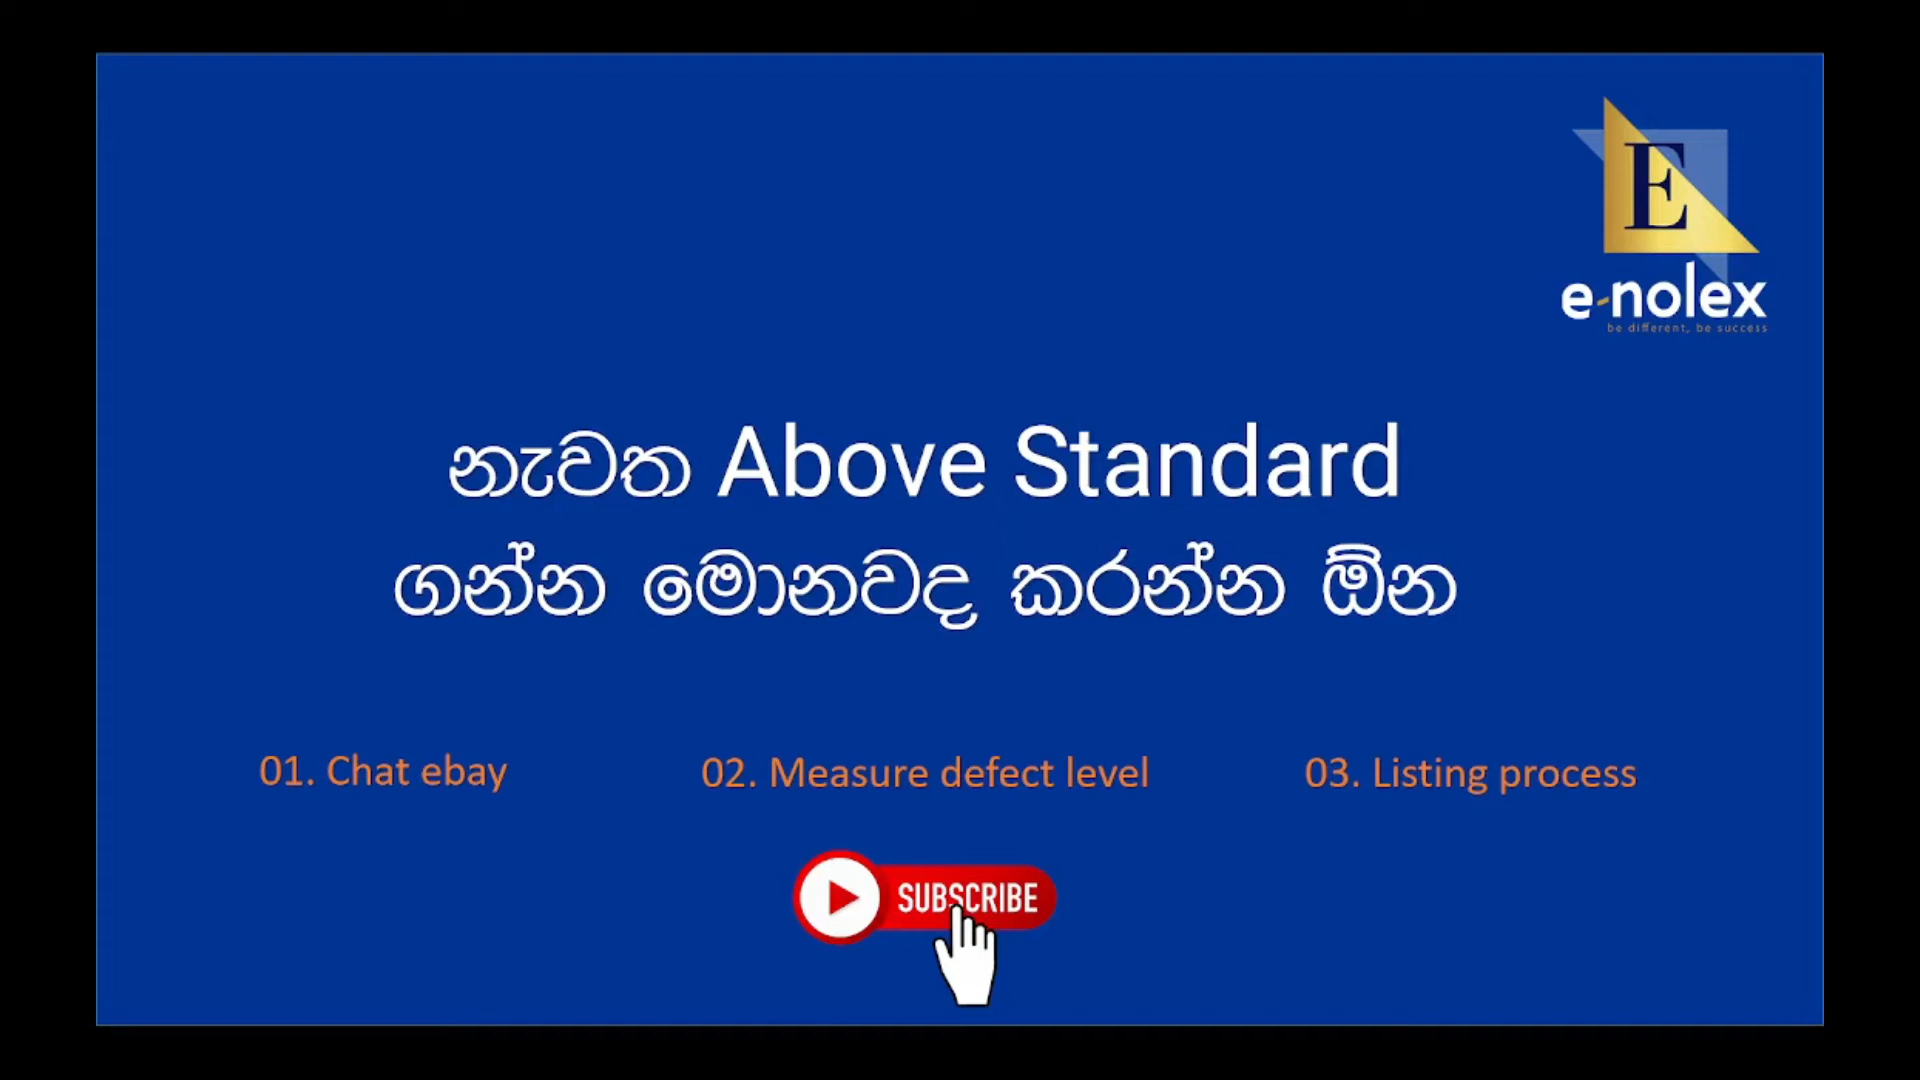 E
e-nolex
be different, be success
නැවත Above Standard
ගන්න මොනවද කරන්න ඕන
01. Chat ebay
02. Measure defect level
03. Listing process
SUBSCRIBE